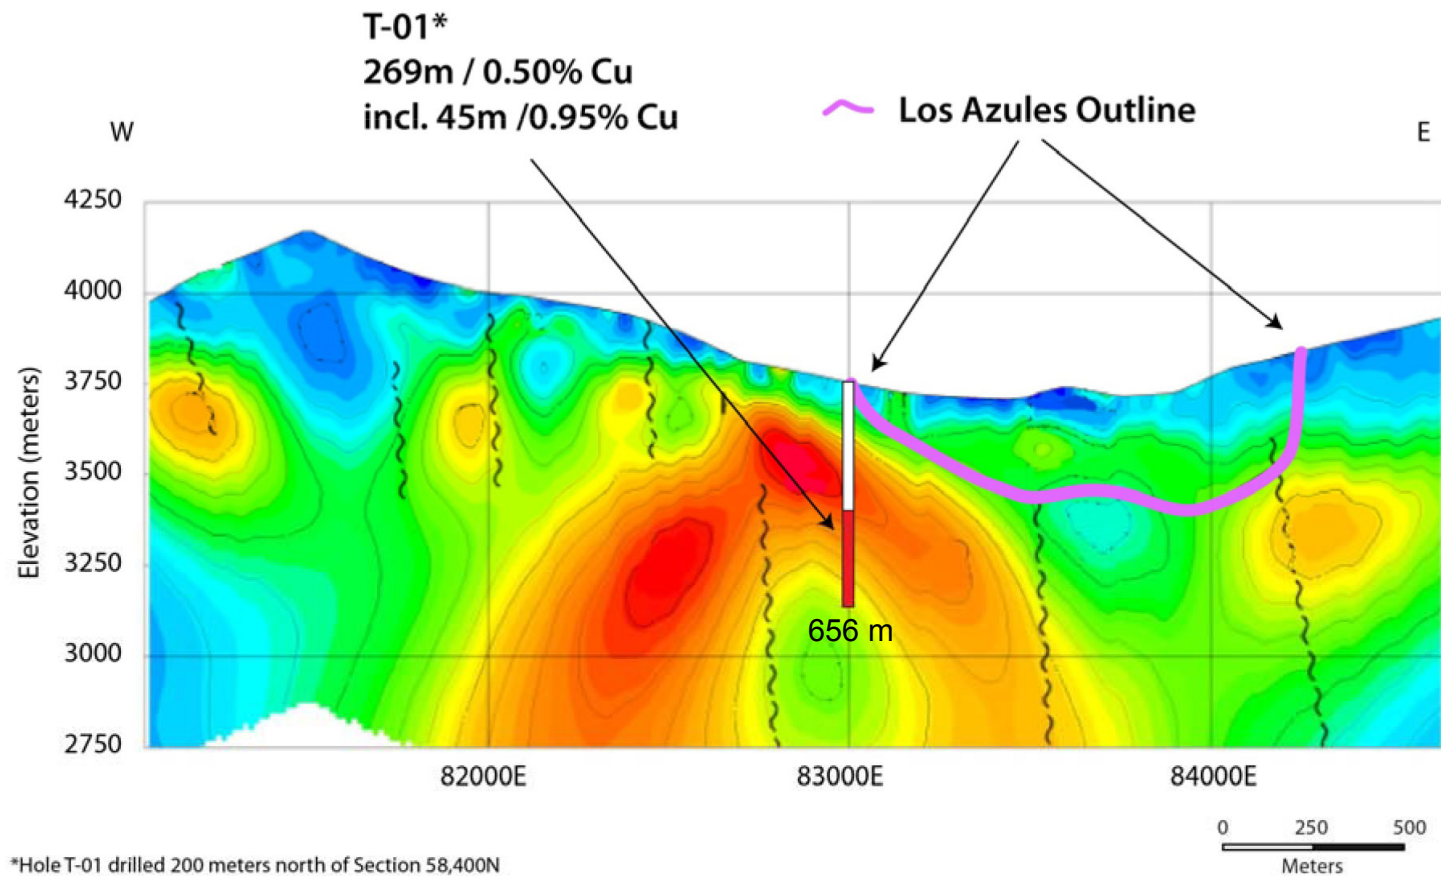 T-01*
269m / 0.50% Cu
incl. 45m /0.95% Cu
Los Azules Outline
W
E
4250
4000
3750
3500
3250
3000
2750
Elevation (meters)
656 m
82000E
83000E
84000E
0 250 500
Meters
*Hole T-01 drilled 200 meters north of Section 58,400N